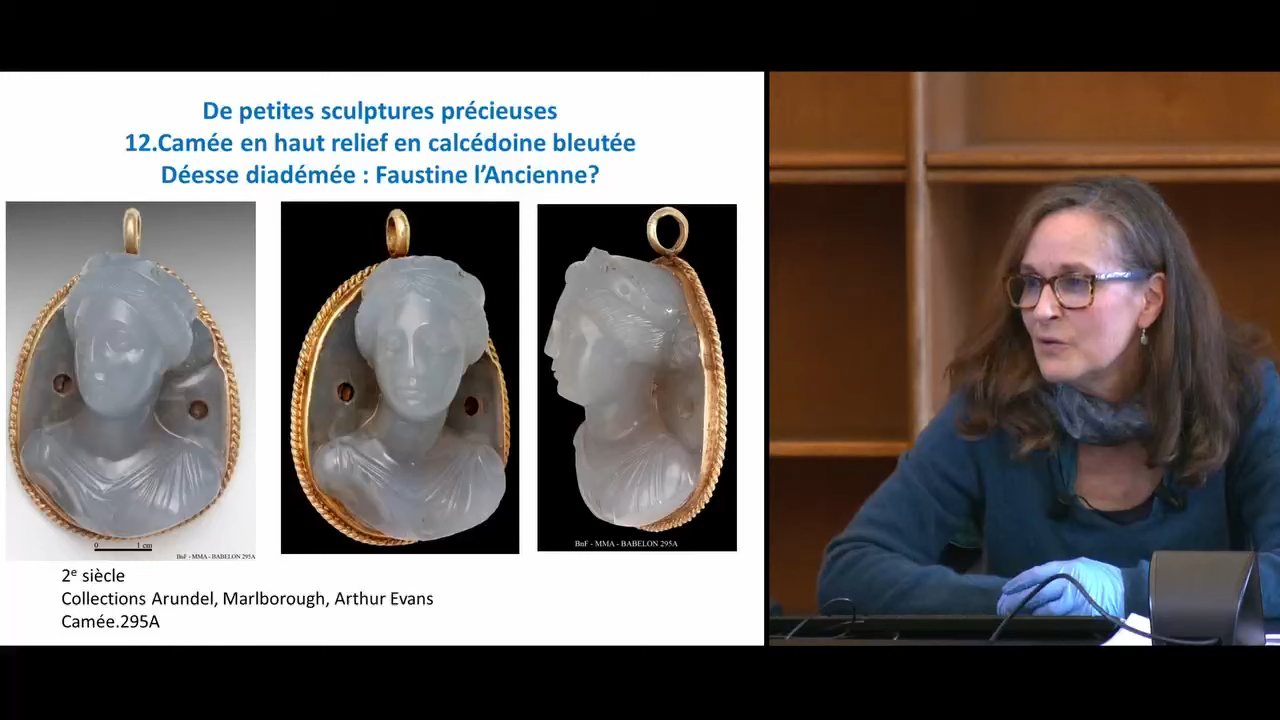 De petites sculptures précieuses
12.Camée en haut relief en calcédoine bleutée
Déesse diadémée : Faustine l’Ancienne?
0 1 cm
BnF - MMA - BABELON 295A
BnF - MMA - BABELON 295A
2e siècle
Collections Arundel, Marlborough, Arthur Evans
Camée.295A